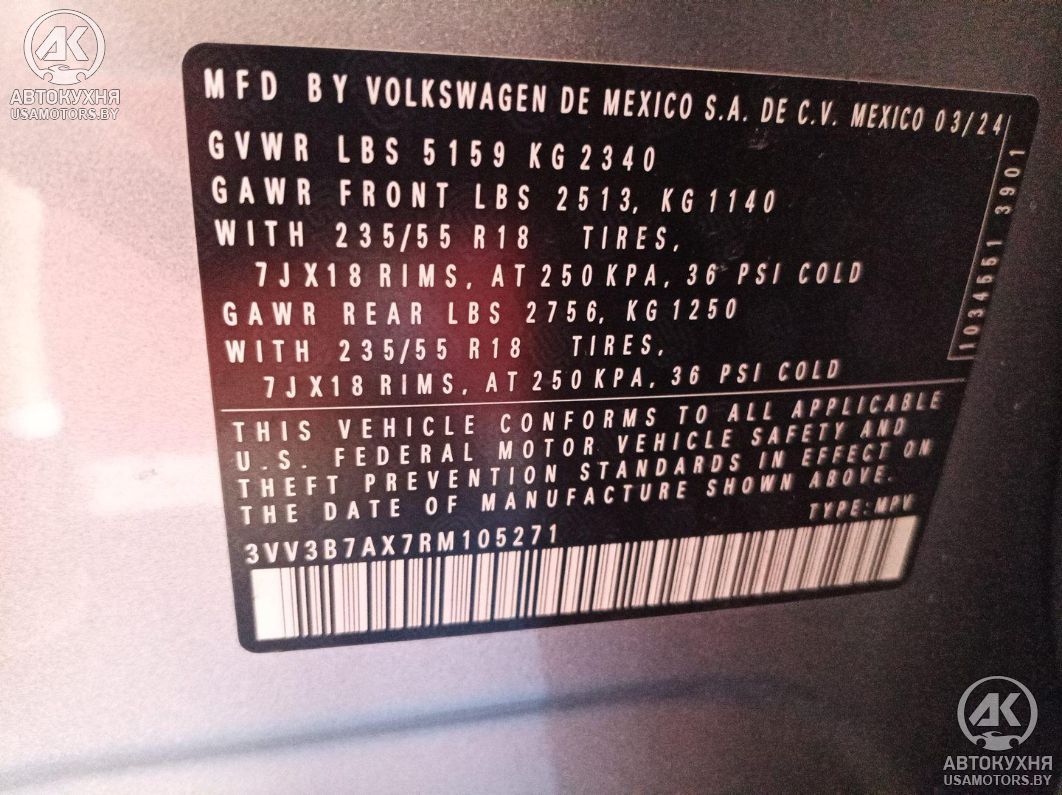 AK
АВТОКУХНЯ
USAMOTORS.BY
MFD BY VOLKSWAGEN DE MEXICO S.A. DE C.V. MEXICO 03/24
GVWR LBS 5159 KG 2340
GAWR FRONT LBS 2513, KG 1140
WITH 235/55 R18 TIRES,
7JX18 RIMS, AT 250 KPA, 36 PSI COLD
GAWR REAR LBS 2756, KG 1250
WITH 235/55 R18 TIRES,
7JX18 RIMS, AT 250 KPA, 36 PSI COLD
1034551 3901
THIS VEHICLE CONFORMS TO ALL APPLICABLE
U.S. FEDERAL MOTOR VEHICLE SAFETY AND
THEFT PREVENTION STANDARDS IN EFFECT ON
THE DATE OF MANUFACTURE SHOWN ABOVE.
TYPE:MPV
3VV3B7AX7RM105271
AK
АВТОКУХНЯ
USAMOTORS.BY